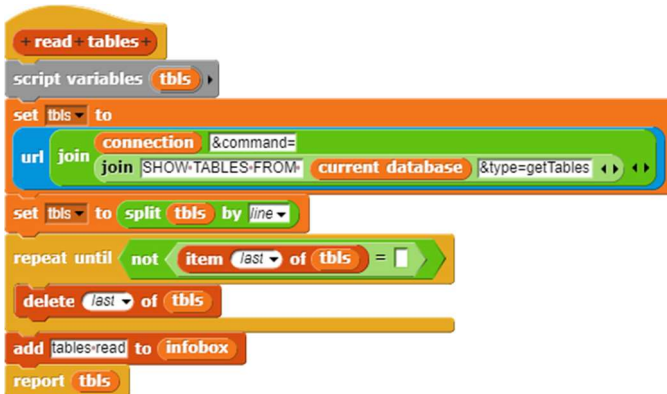 + read + tables +
script variables tbls
set tbls to
connection &command=
url join
join SHOW•TABLES•FROM• current database &type=getTables
set tbls to split tbls by line
repeat until not item last of tbls =
delete last of tbls
add tables•read to infobox
report tbls